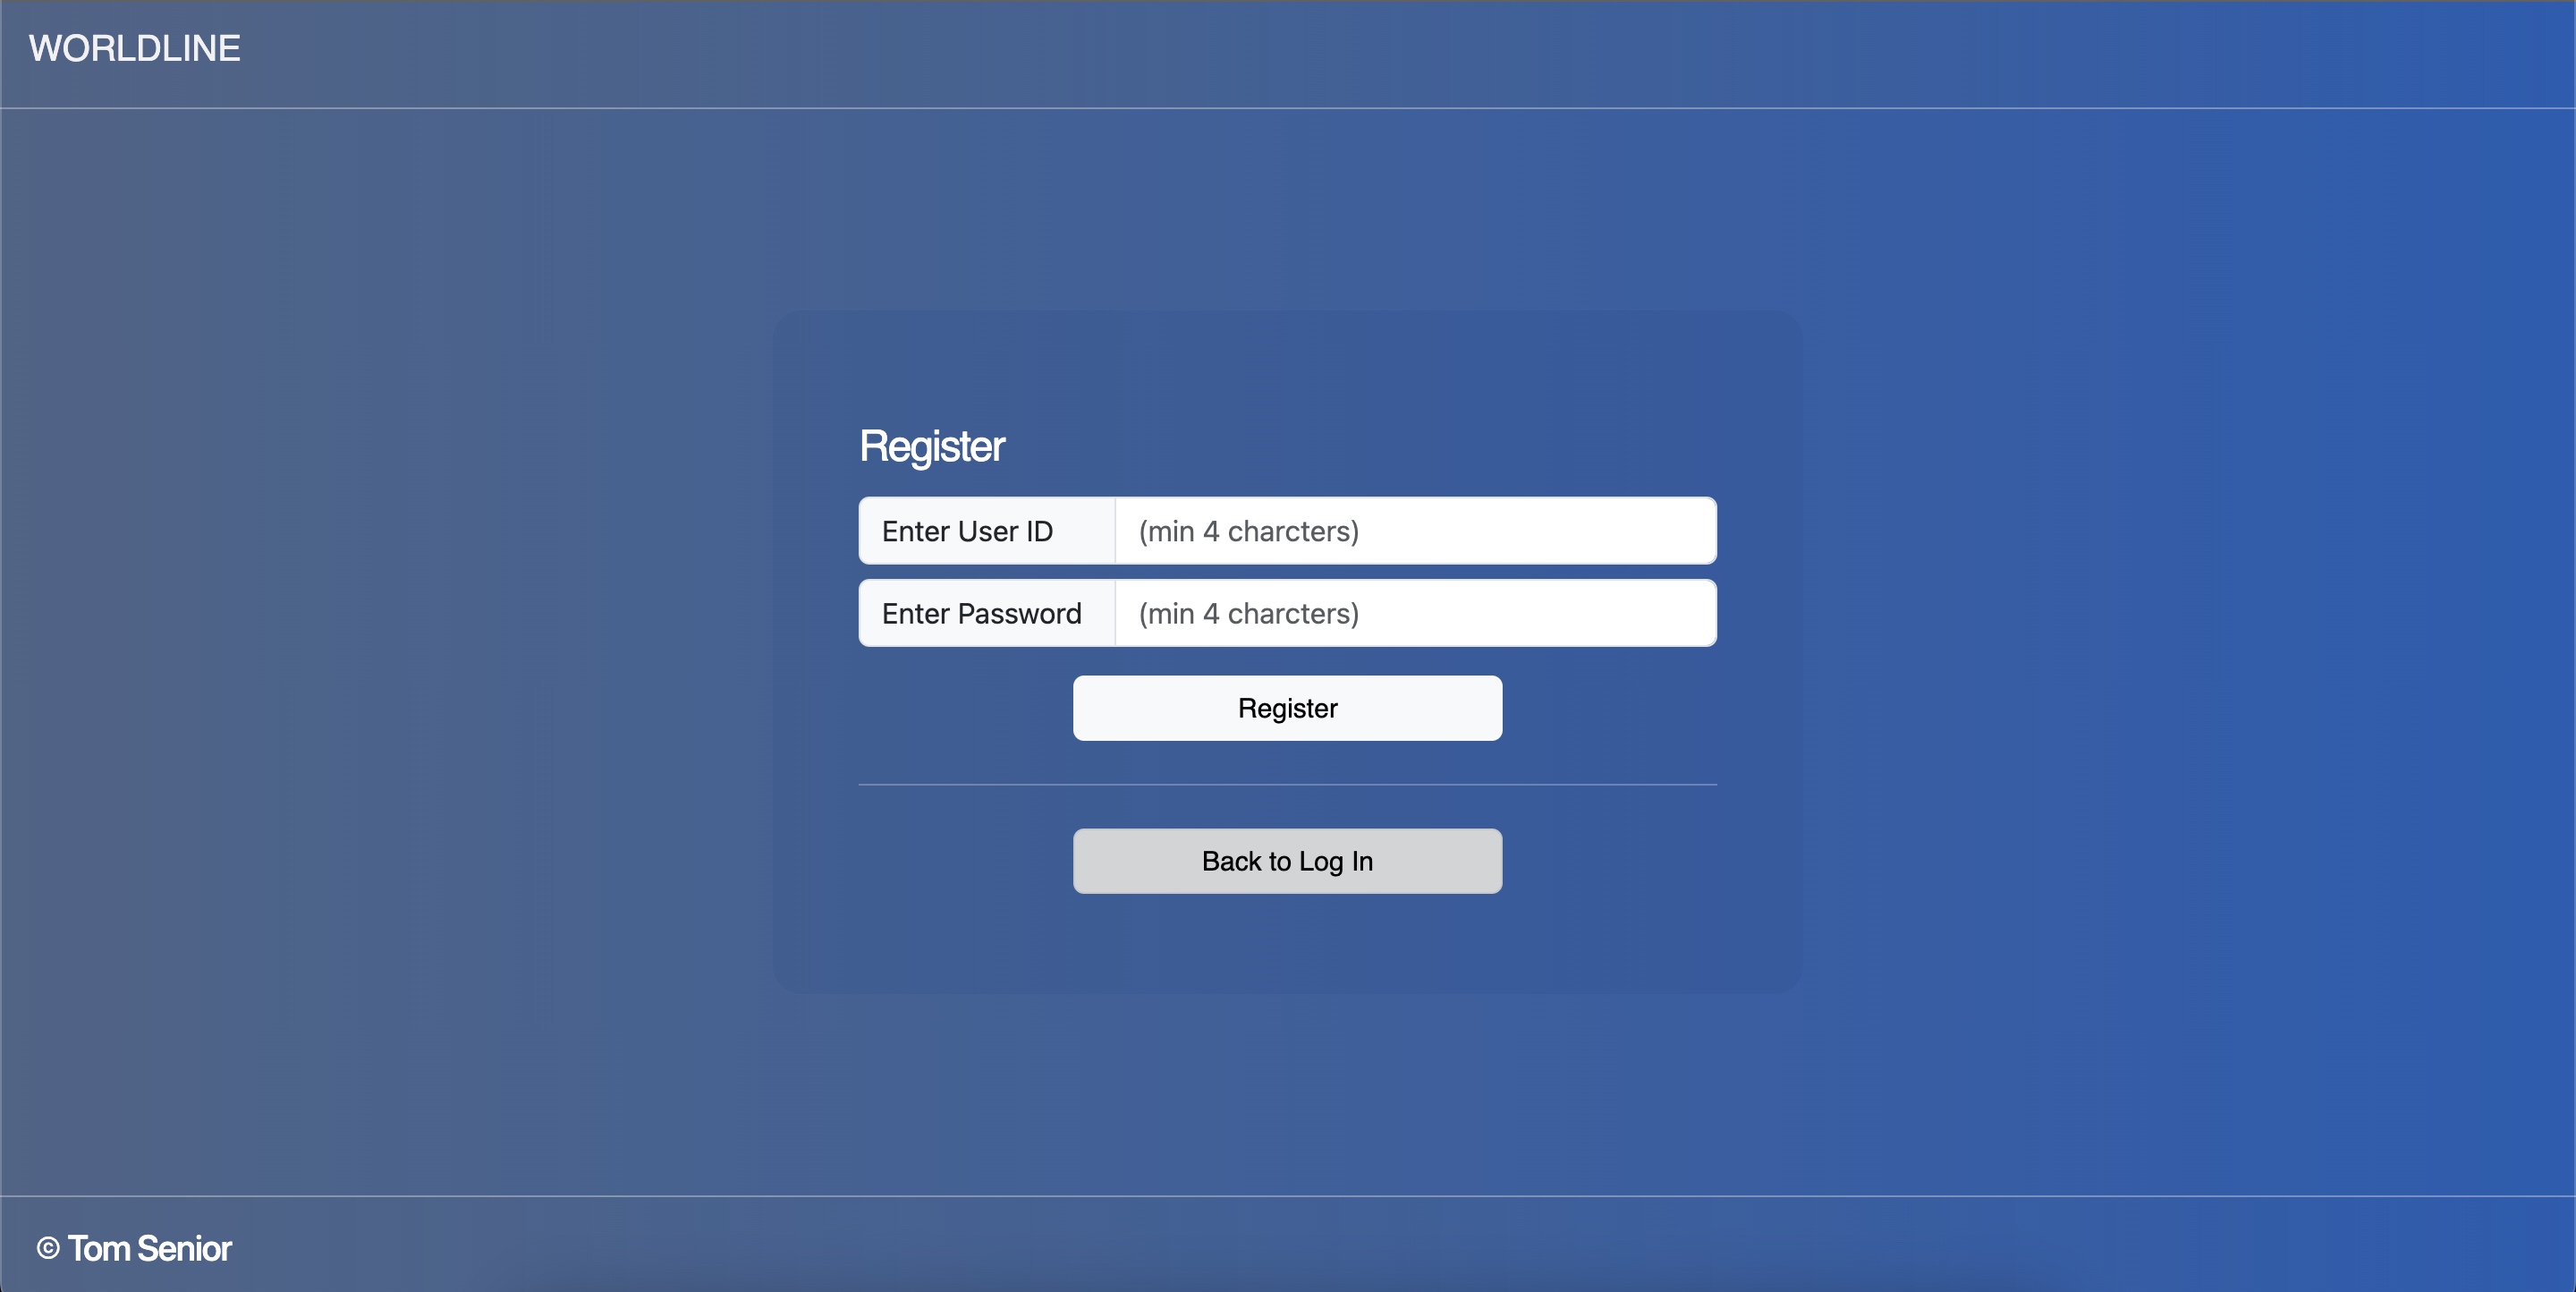 WORLDLINE
Register
Enter User ID (min 4 charcters)
Enter Password (min 4 charcters)
Register
Back to Log In
© Tom Senior